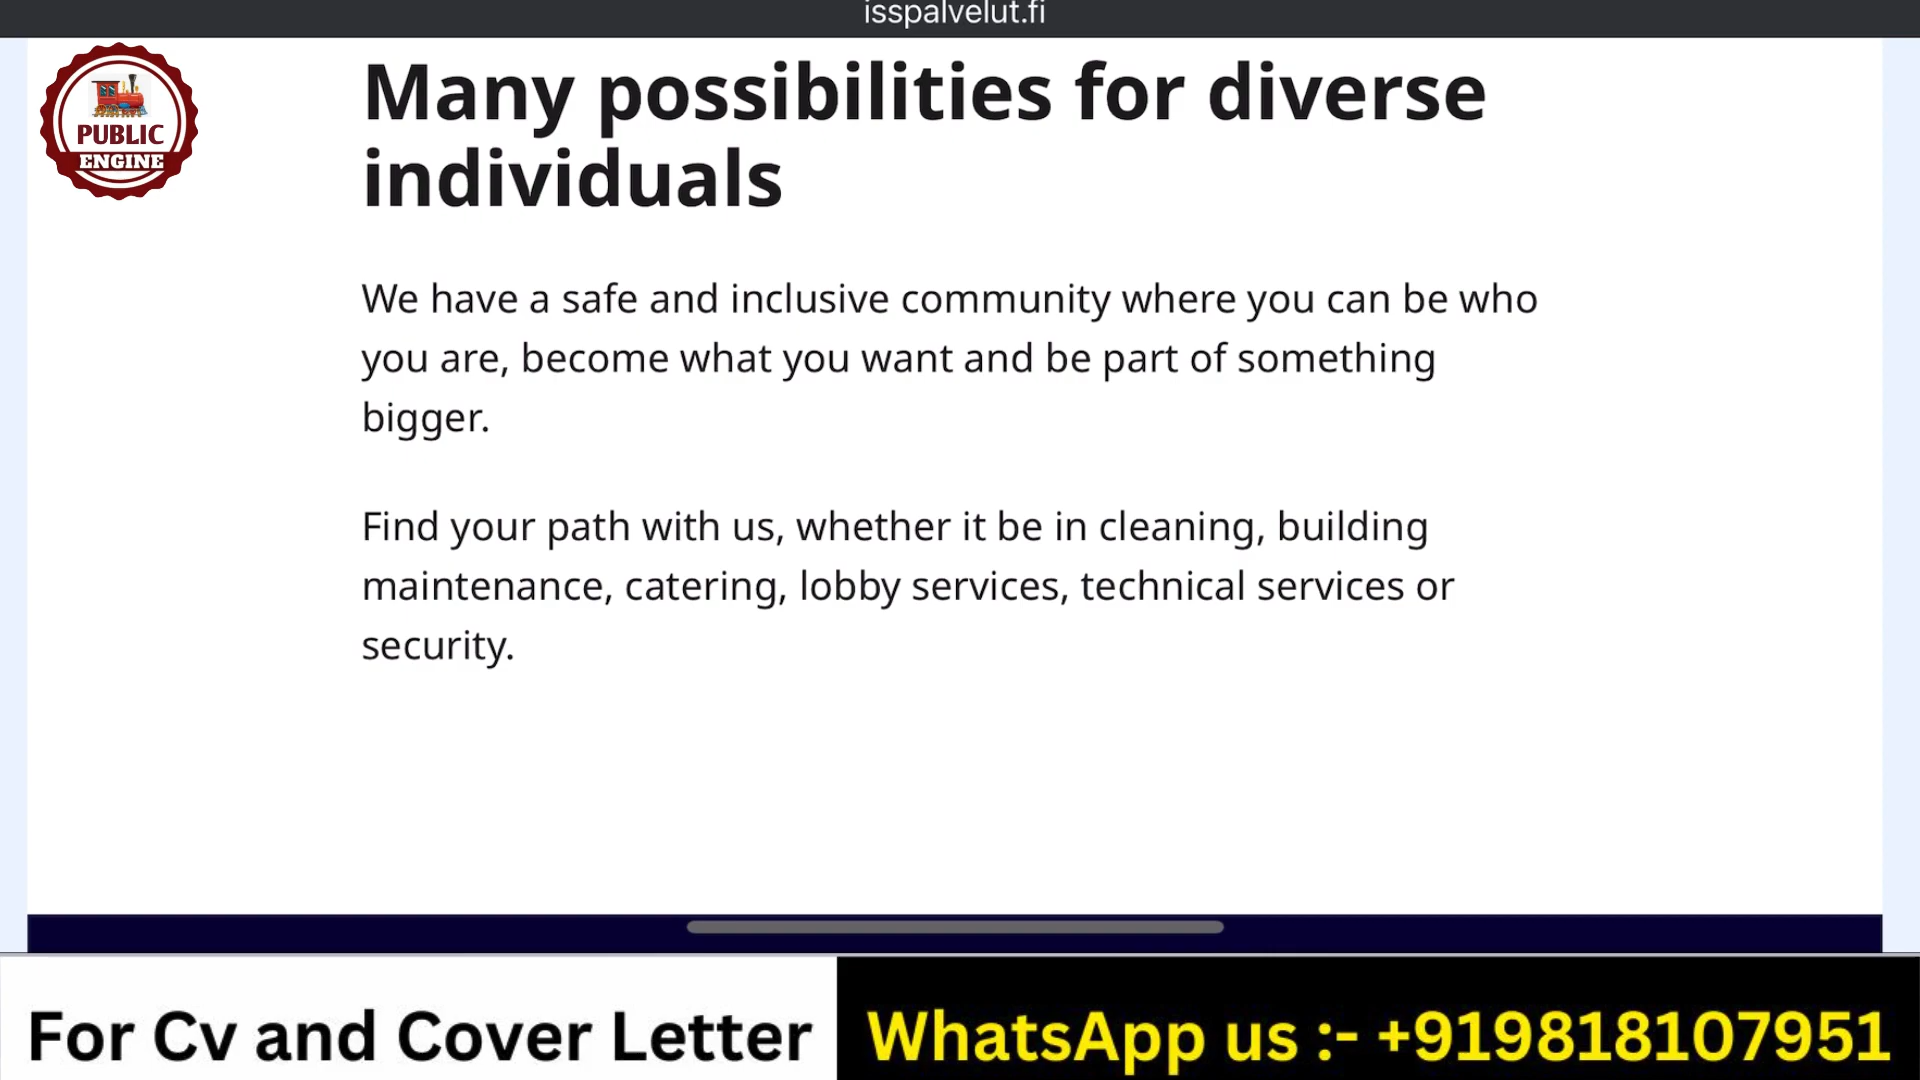 isspalvelut.fi
PUBLIC
ENGINE
Many possibilities for diverse
individuals
We have a safe and inclusive community where you can be who
you are, become what you want and be part of something
bigger.
Find your path with us, whether it be in cleaning, building
maintenance, catering, lobby services, technical services or
security.
For Cv and Cover Letter
WhatsApp us :- +919818107951